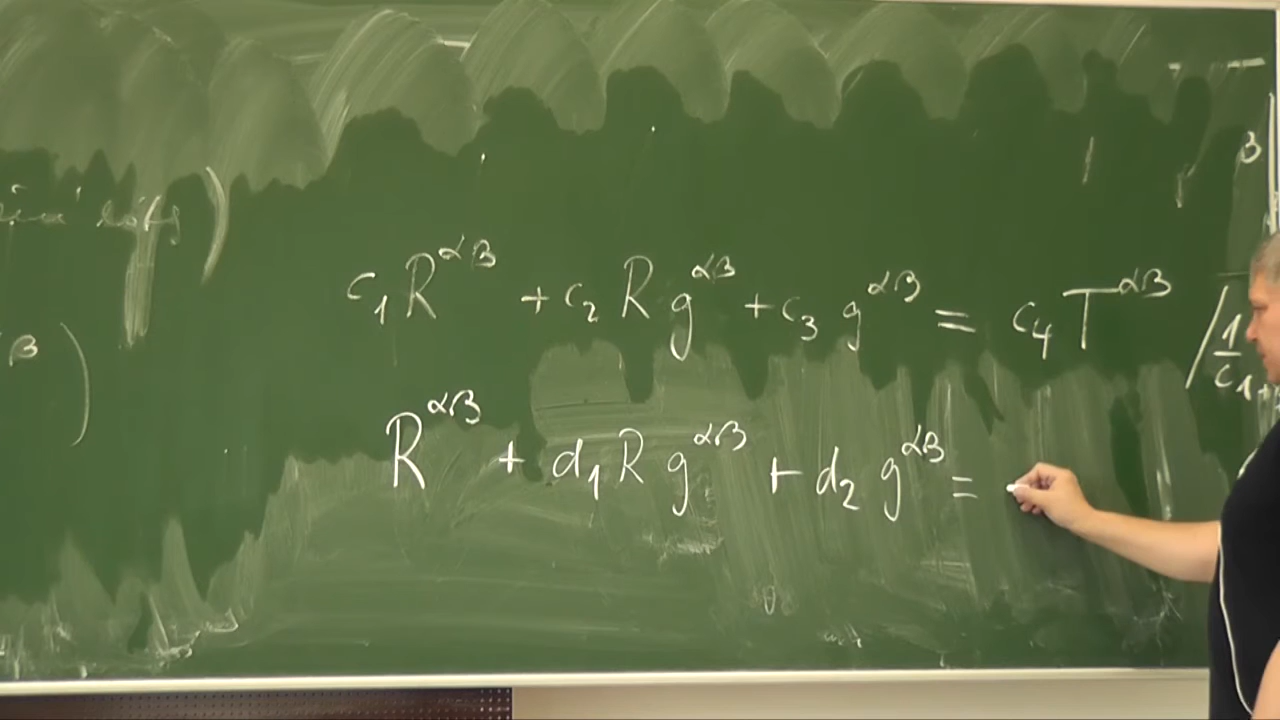 c₁R^αβ + c₂ R g^αβ + c₃ g^αβ = c₄ T^αβ / 1/c₁
R^αβ + d₁ R g^αβ + d₂ g^αβ =